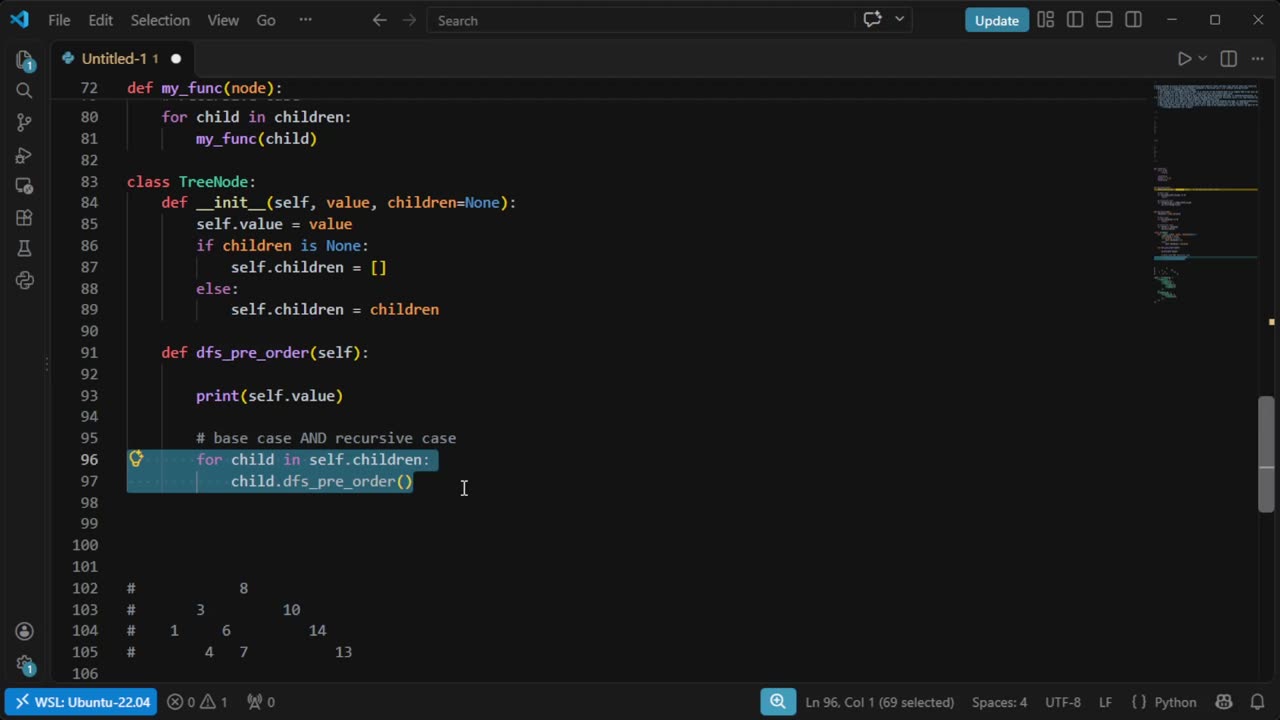 File Edit Selection View Go ··· Search Update
Untitled-1 1
72 def my_func(node):
80 for child in children:
81 my_func(child)
82
83 class TreeNode:
84 def __init__(self, value, children=None):
85 self.value = value
86 if children is None:
87 self.children = []
88 else:
89 self.children = children
90
91 def dfs_pre_order(self):
92
93 print(self.value)
94
95 # base case AND recursive case
96 for child in self.children:
97 child.dfs_pre_order()
98
99
100
101
102 # 8
103 # 3 10
104 # 1 6 14
105 # 4 7 13
106
1
1
WSL: Ubuntu-22.04 0 1 0 Ln 96, Col 1 (69 selected) Spaces: 4 UTF-8 LF { } Python